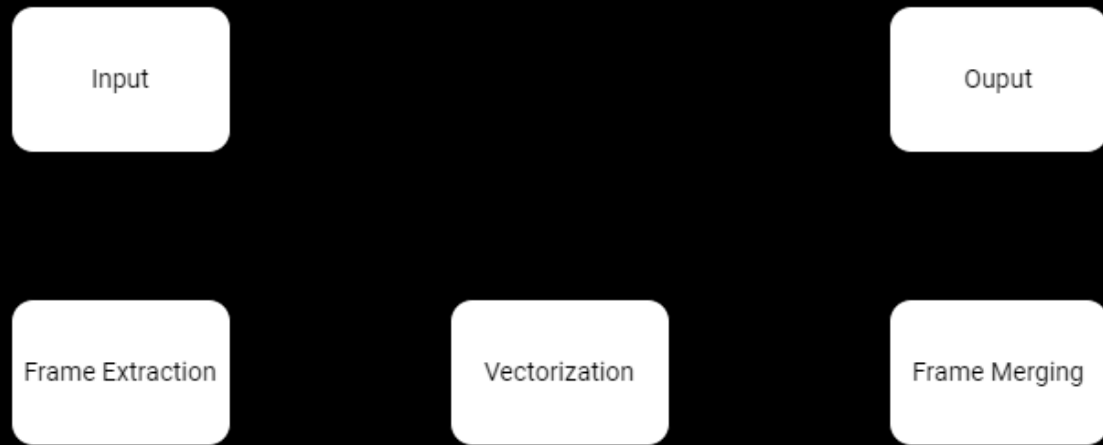 Input
Ouput
Frame Extraction
Vectorization
Frame Merging